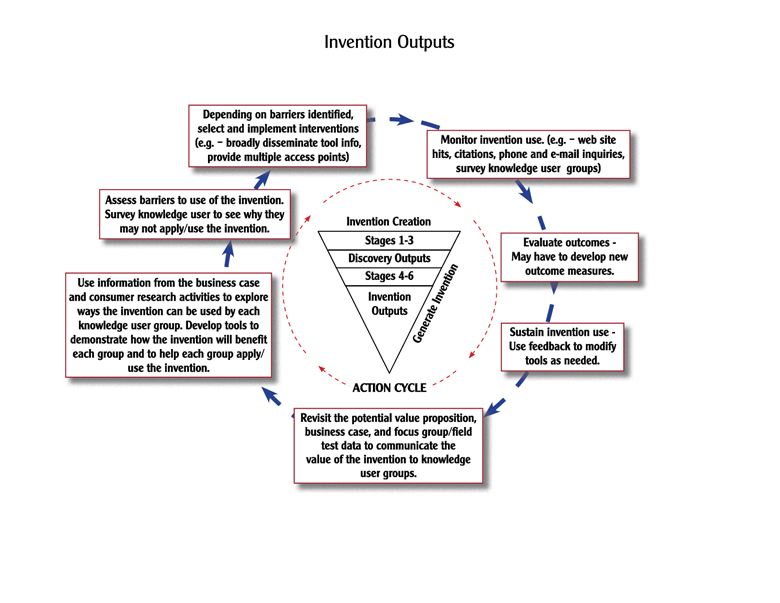 Invention Outputs
Depending on barriers identified,
select and implement interventions
(e.g. – broadly disseminate tool info,
provide multiple access points)
Monitor invention use. (e.g. – web site
hits, citations, phone and e-mail inquiries,
survey knowledge user groups)
Assess barriers to use of the invention.
Survey knowledge user to see why they
may not apply/use the invention.
Invention Creation
Stages 1-3
Discovery Outputs
Stages 4-6
Invention
Outputs
Generate Invention
ACTION CYCLE
Evaluate outcomes -
May have to develop new
outcome measures.
Use information from the business case
and consumer research activities to explore
ways the invention can be used by each
knowledge user group. Develop tools to
demonstrate how the invention will benefit
each group and to help each group apply/
use the invention.
Sustain invention use -
Use feedback to modify
tools as needed.
Revisit the potential value proposition,
business case, and focus group/field
test data to communicate the
value of the invention to knowledge
user groups.